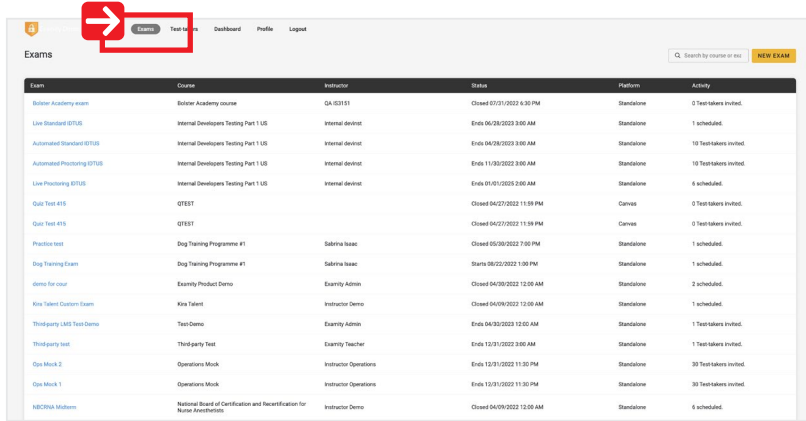 Exams Test-takers Dashboard Profile Logout
Exams
Search by course or exa NEW EXAM
Exam Course Instructor Status Platform Activity
Bolster Academy exam Bolster Academy course QA iS3151 Closed 07/31/2022 6:30 PM Standalone 0 Test-takers invited.
Live Standard IDTUS Internal Developers Testing Part 1 US internal devinst Ends 06/28/2023 3:00 AM Standalone 1 scheduled.
Automated Standard IDTUS Internal Developers Testing Part 1 US internal devinst Ends 04/28/2023 3:00 AM Standalone 10 Test-takers invited.
Automated Proctoring IDTUS Internal Developers Testing Part 1 US internal devinst Ends 11/30/2022 3:00 AM Standalone 10 Test-takers invited.
Live Proctoring IDTUS Internal Developers Testing Part 1 US internal devinst Ends 01/01/2025 2:00 AM Standalone 6 scheduled.
Quiz Test #15 QTEST Closed 04/27/2022 11:59 PM Canvas 0 Test-takers invited.
Quiz Test 415 QTEST Closed 04/27/2022 11:59 PM Canvas 0 Test-takers invited.
Practice test Dog Training Programme #1 Sabrina Isaac Closed 05/30/2022 7:00 PM Standalone 1 scheduled.
Dog Training Exam Dog Training Programme #1 Sabrina Isaac Starts 08/22/2022 1:00 PM Standalone 1 scheduled.
demo for cour Examity Product Demo Examity Admin Closed 04/30/2022 12:00 AM Standalone 2 scheduled.
Kira Talent Custom Exam Kira Talent Instructor Demo Closed 04/09/2022 12:00 AM Standalone 1 scheduled.
Third-party LMS Test-Demo Test-Demo Examity Admin Ends 04/30/2023 12:00 AM Standalone 1 Test-takers invited.
Third-party test Third-party Test Examity Teacher Ends 12/31/2022 3:00 AM Standalone 1 Test-takers invited.
Ops Mock 2 Operations Mock Instructor Operations Ends 12/31/2022 11:30 PM Standalone 30 Test-takers invited.
Ops Mock 1 Operations Mock Instructor Operations Ends 12/31/2022 11:30 PM Standalone 30 Test-takers invited.
NBCRNA Midterm National Board of Certification and Recertification for Instructor Demo Closed 04/09/2022 12:00 AM Standalone 6 scheduled.
Nurse Anesthetists